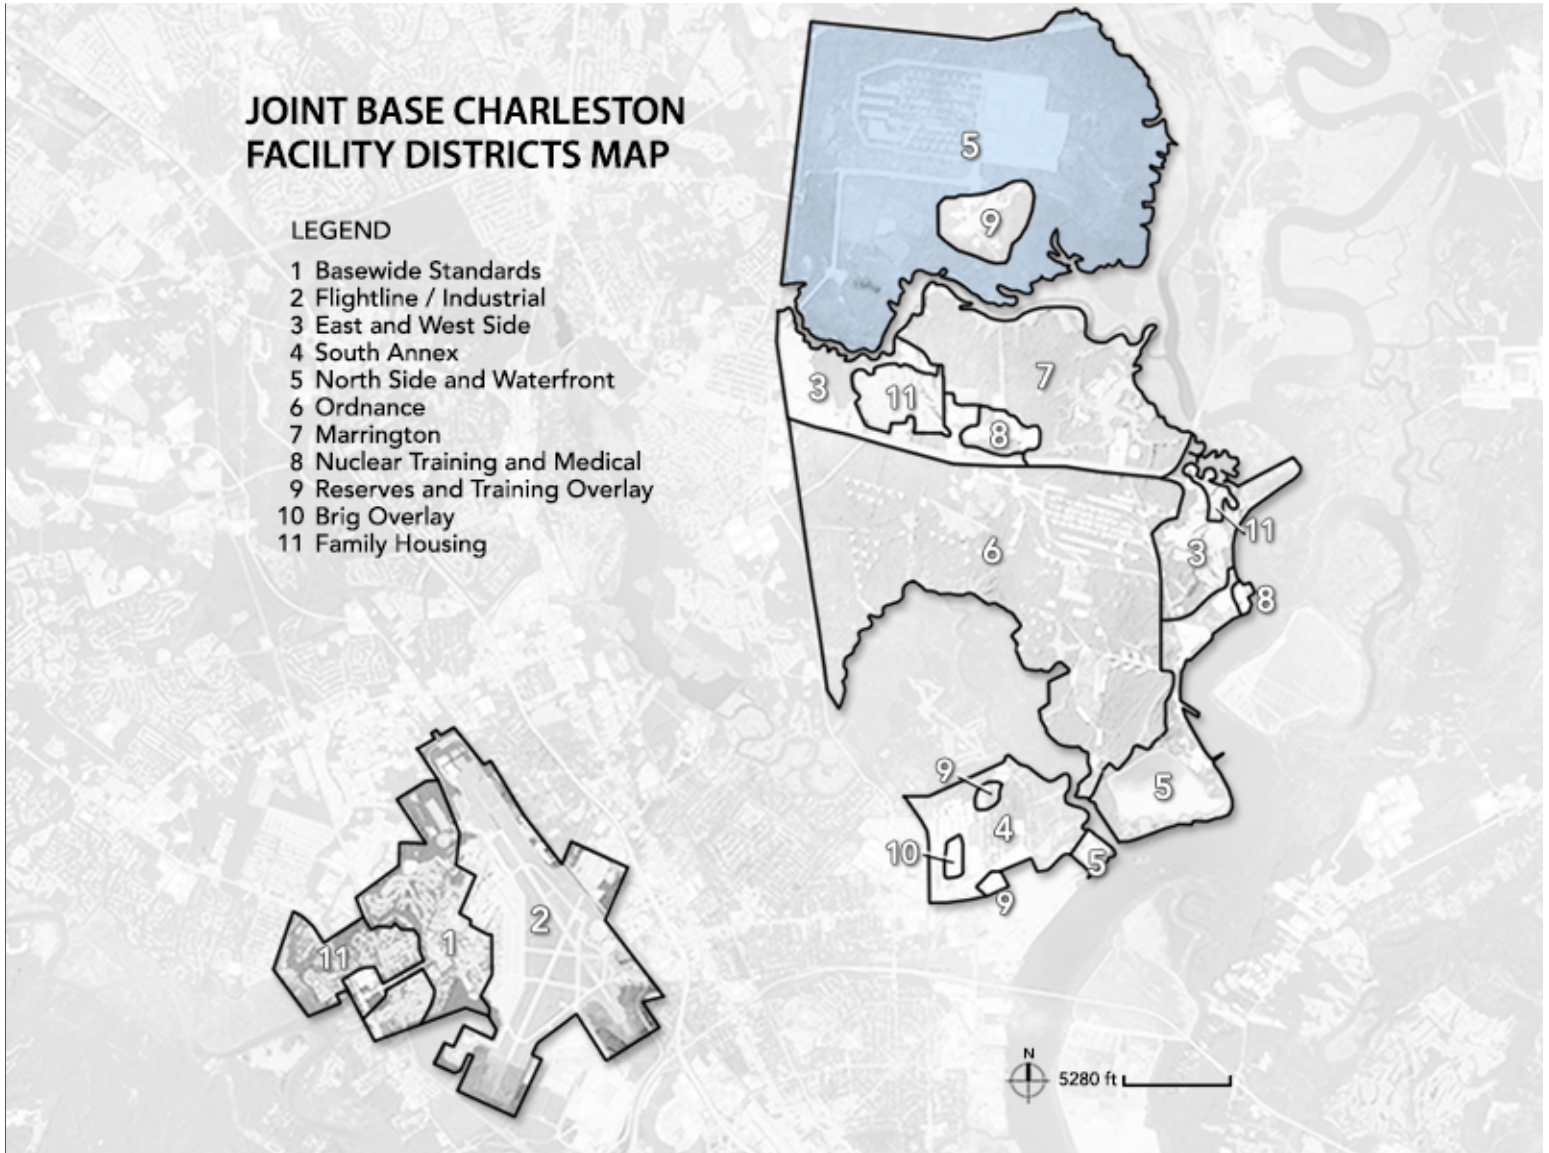 JOINT BASE CHARLESTON
FACILITY DISTRICTS MAP
LEGEND
1 Basewide Standards
2 Flightline / Industrial
3 East and West Side
4 South Annex
5 North Side and Waterfront
6 Ordnance
7 Marrington
8 Nuclear Training and Medical
9 Reserves and Training Overlay
10 Brig Overlay
11 Family Housing
5
9
3
11
7
8
6
11
3
8
9
4
5
10
5
9
2
1
11
N
5280 ft